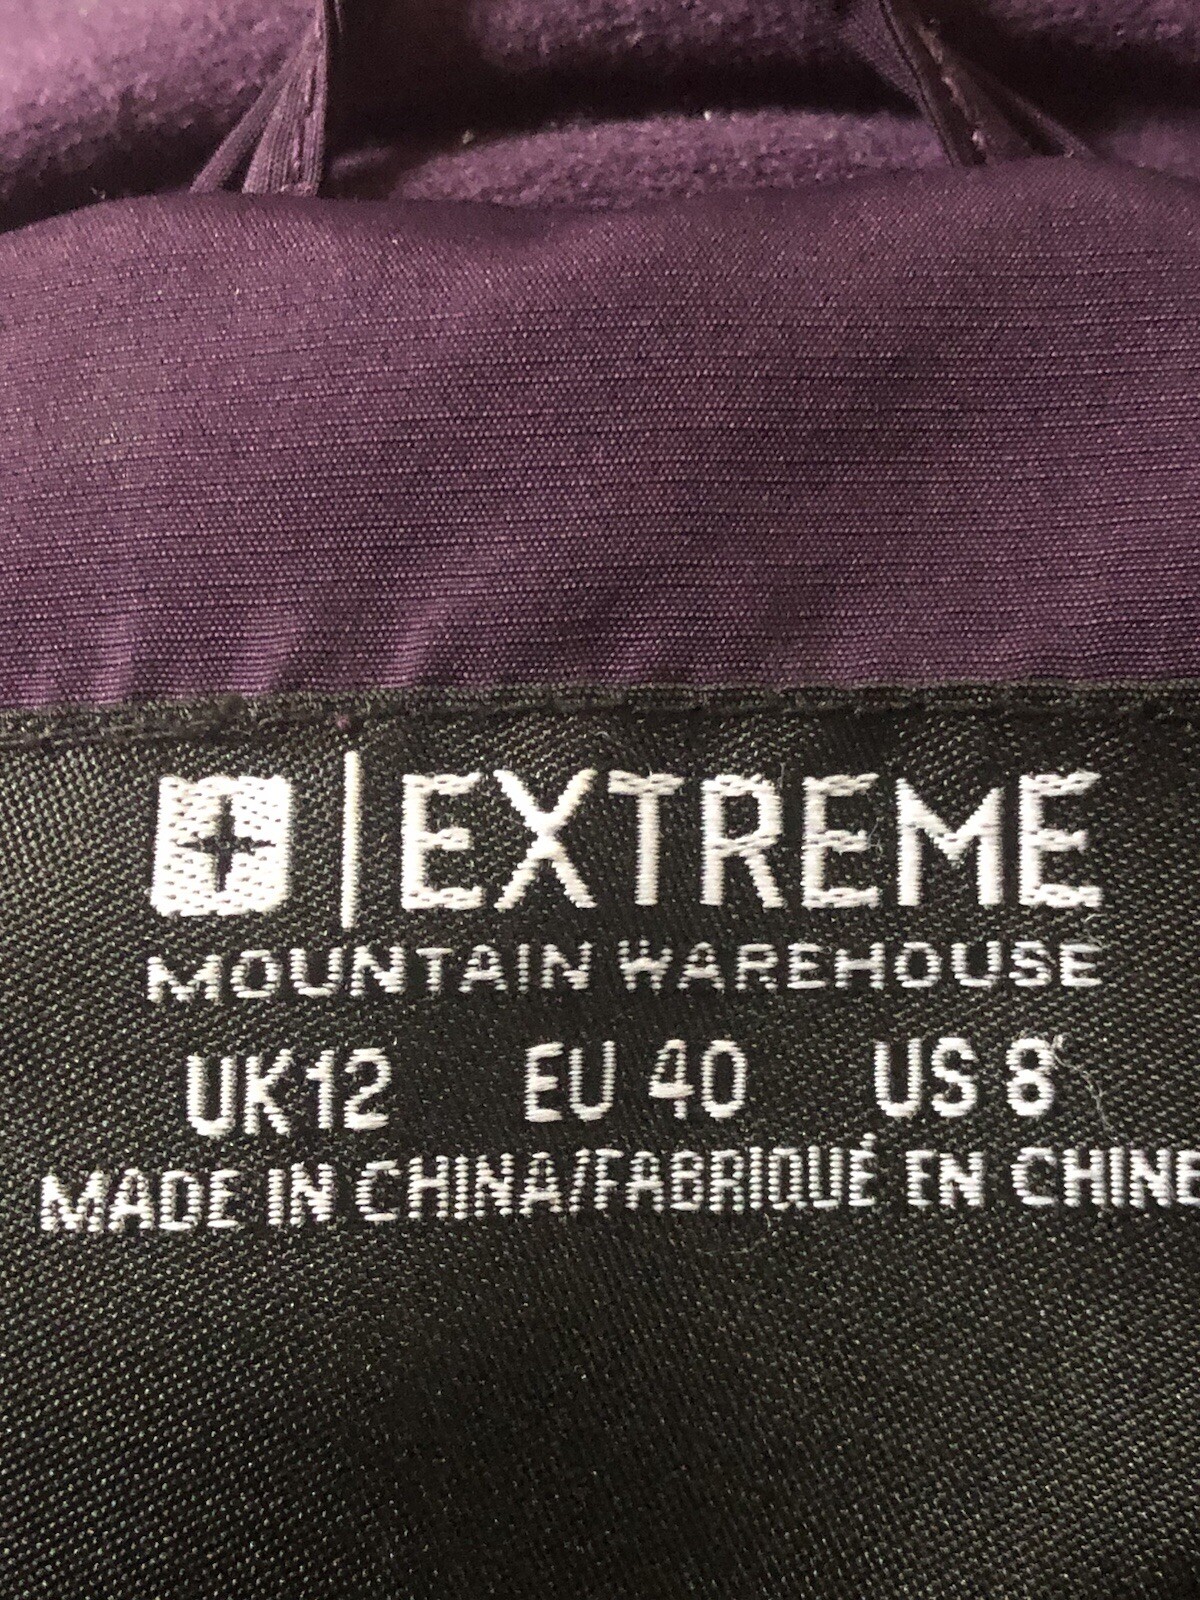 EXTREME
MOUNTAIN WAREHOUSE
UK12 EU 40 US 8
MADE IN CHINA/FABRIQUÉ EN CHINE